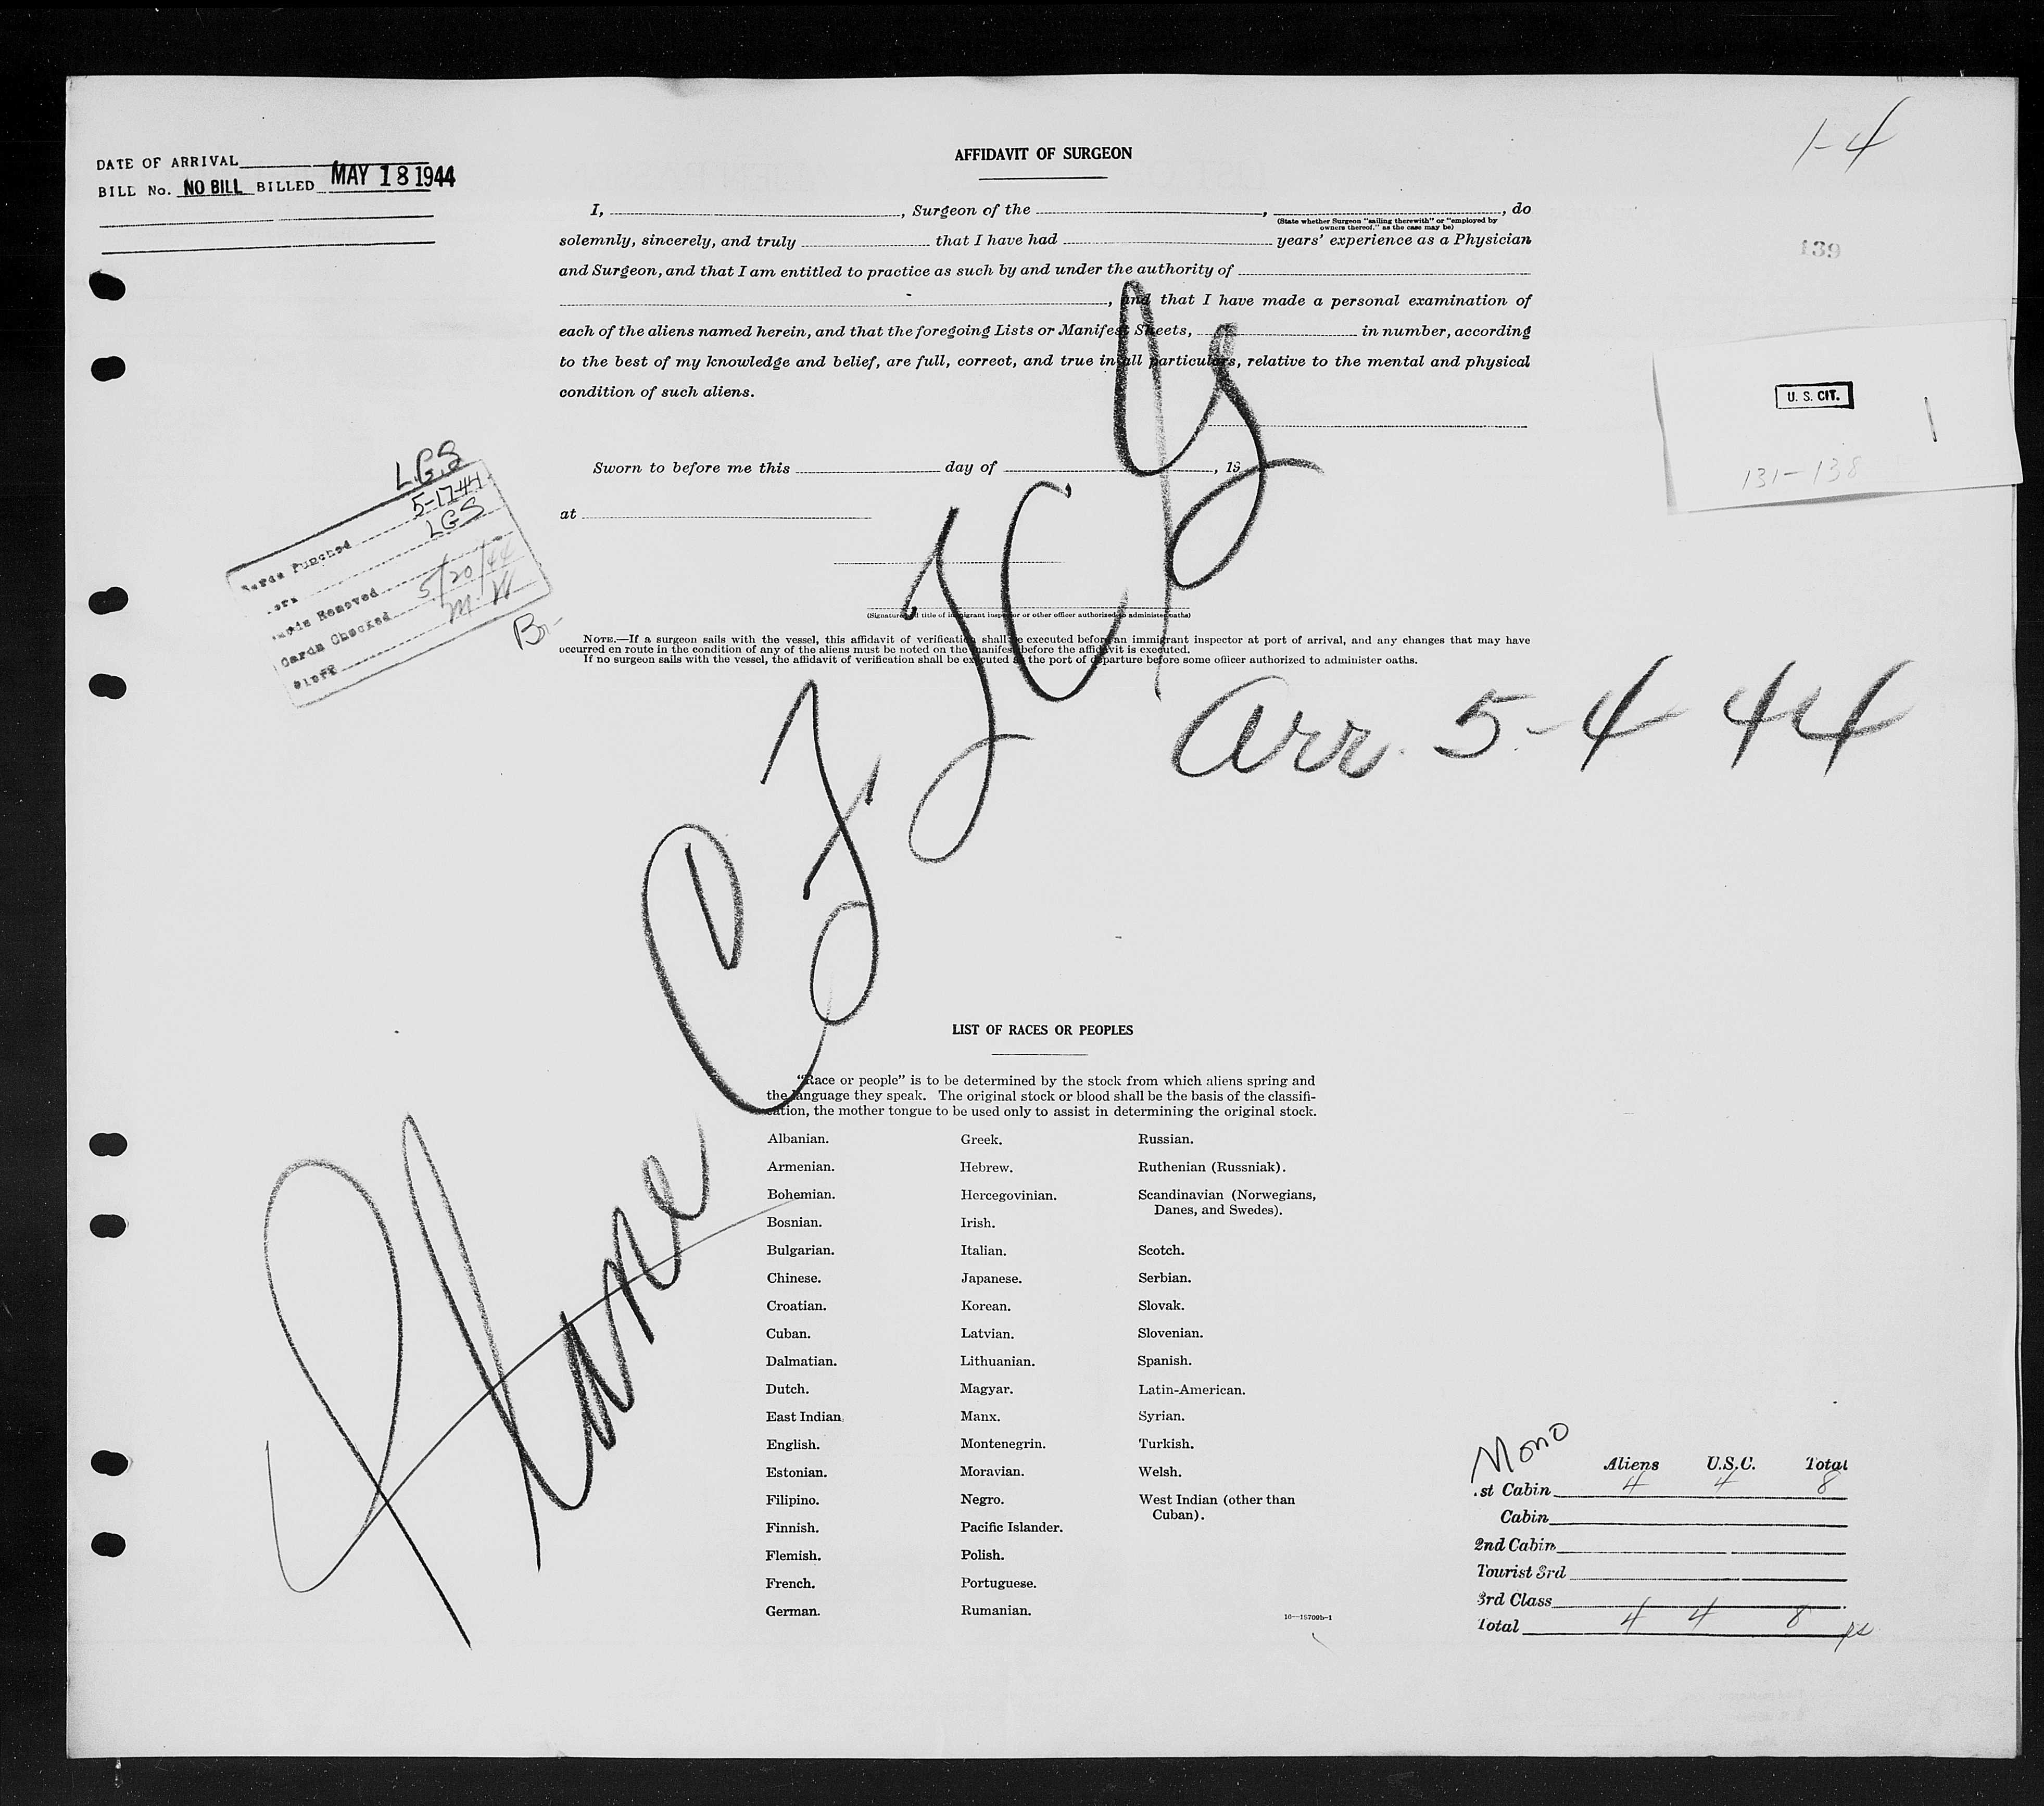 DATE OF ARRIVAL
BILL No. NO BILL BILLED MAY 18 1944
1-4
139
AFFIDAVIT OF SURGEON
I, , Surgeon of the , , do
(State whether Surgeon "sailing therewith" or "employed by
owners thereof," as the case may be)
solemnly, sincerely, and truly that I have had years' experience as a Physician
and Surgeon, and that I am entitled to practice as such by and under the authority of
, and that I have made a personal examination of
each of the aliens named herein, and that the foregoing Lists or Manifest Sheets, in number, according
to the best of my knowledge and belief, are full, correct, and true in all particulars, relative to the mental and physical
condition of such aliens.
U. S. CIT.
131-138
Sworn to before me this day of , 19
at
(Signature and title of immigrant inspector or other officer authorized to administer oaths)
NOTE.—If a surgeon sails with the vessel, this affidavit of verification shall be executed before an immigrant inspector at port of arrival, and any changes that may have
occurred en route in the condition of any of the aliens must be noted on the manifest before the affidavit is executed.
If no surgeon sails with the vessel, the affidavit of verification shall be executed at the port of departure before some officer authorized to administer oaths.
L.G.S
Cards Punched 5-17-44
LGS
Removed 5/20/44
Cards Checked
Plane
Arr. 5-4 44
LIST OF RACES OR PEOPLES
"Race or people" is to be determined by the stock from which aliens spring and
the language they speak. The original stock or blood shall be the basis of the classifi-
cation, the mother tongue to be used only to assist in determining the original stock.
Albanian.
Armenian.
Bohemian.
Bosnian.
Bulgarian.
Chinese.
Croatian.
Cuban.
Dalmatian.
Dutch.
East Indian.
English.
Estonian.
Filipino.
Finnish.
Flemish.
French.
German.
Greek.
Hebrew.
Hercegovinian.
Irish.
Italian.
Japanese.
Korean.
Latvian.
Lithuanian.
Magyar.
Manx.
Montenegrin.
Moravian.
Negro.
Pacific Islander.
Polish.
Portuguese.
Rumanian.
Russian.
Ruthenian (Russniak).
Scandinavian (Norwegians,
Danes, and Swedes).
Scotch.
Serbian.
Slovak.
Slovenian.
Spanish.
Latin-American.
Syrian.
Turkish.
Welsh.
West Indian (other than
Cuban).
16—15700b-1
Mono
Aliens U.S.C. Total
1st Cabin 4 4 8
Cabin
2nd Cabin
Tourist 3rd
3rd Class
Total 4 4 8